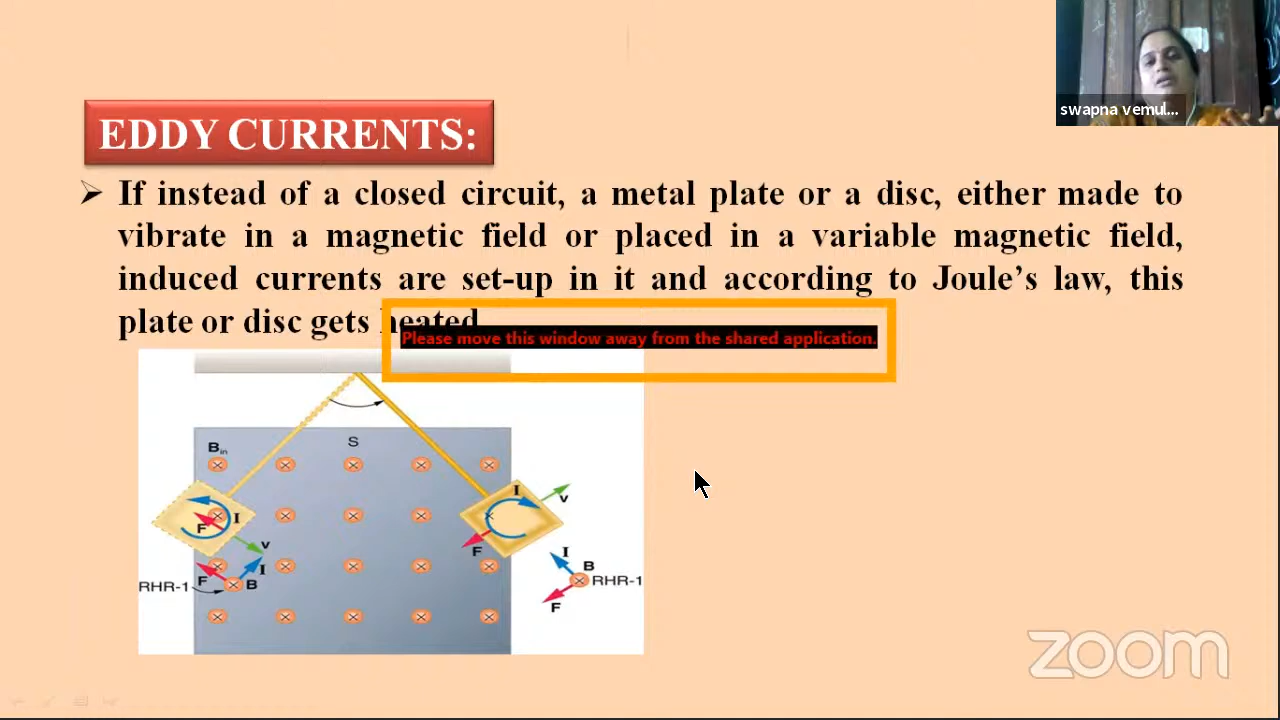 swapna vemul...
EDDY CURRENTS:
➢ If instead of a closed circuit, a metal plate or a disc, either made to
vibrate in a magnetic field or placed in a variable magnetic field,
induced currents are set-up in it and according to Joule’s law, this
plate or disc gets heated
Please move this window away from the shared application.
S
Bin
I
v
F
I
F
v
I
F
B
RHR-1
I
B
RHR-1
F
zoom